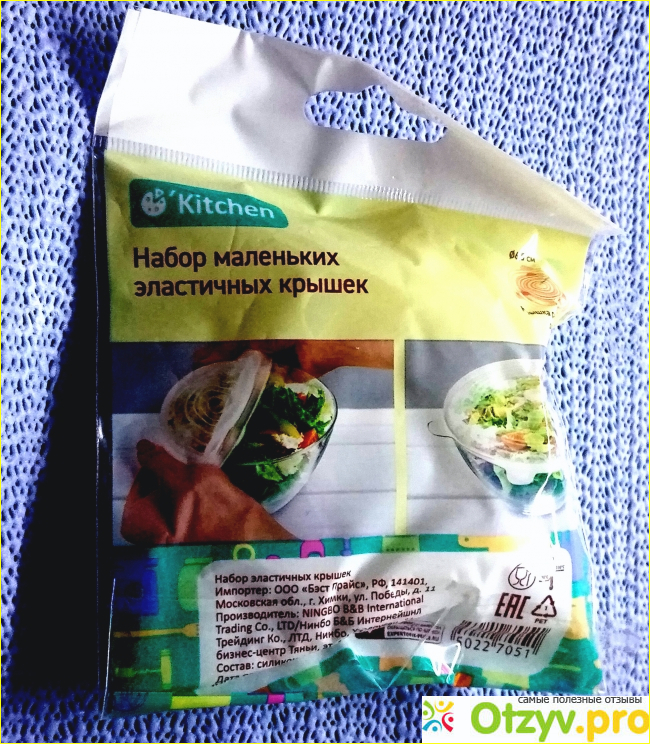 'Kitchen
Набор маленьких
эластичных крышек
Набор эластичных крышек
Импортер: ООО «Бэст Прайс», РФ, 141401,
Московская обл., г. Химки, ул. Победы, д. 11
Производитель: NINGBO B&B International
Trading Co., LTD/Нинбо Б&Б Интернейшнл
Трейдинг Ко., ЛТД, Нинбо.
бизнес-центр Тяньи,
Состав:
EAC
PET
022 7051
самые полезные отзывы
Otzyv.pro